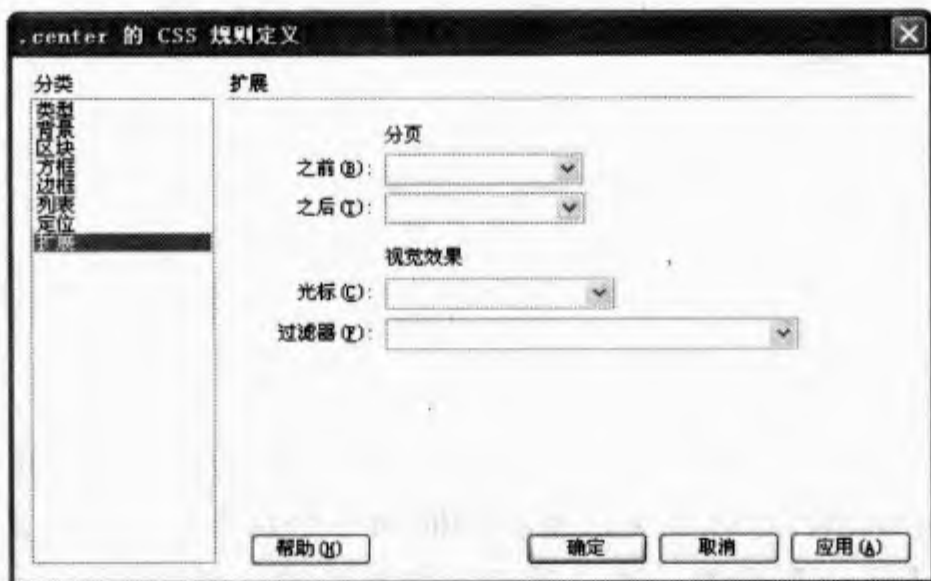 .center 的 CSS 规则定义
分类
类型
背景
区块
方框
边框
列表
定位
扩展
扩展
分页
之前(B):
之后(T):
视觉效果
光标(C):
过滤器(F):
帮助(H)
确定
取消
应用(A)